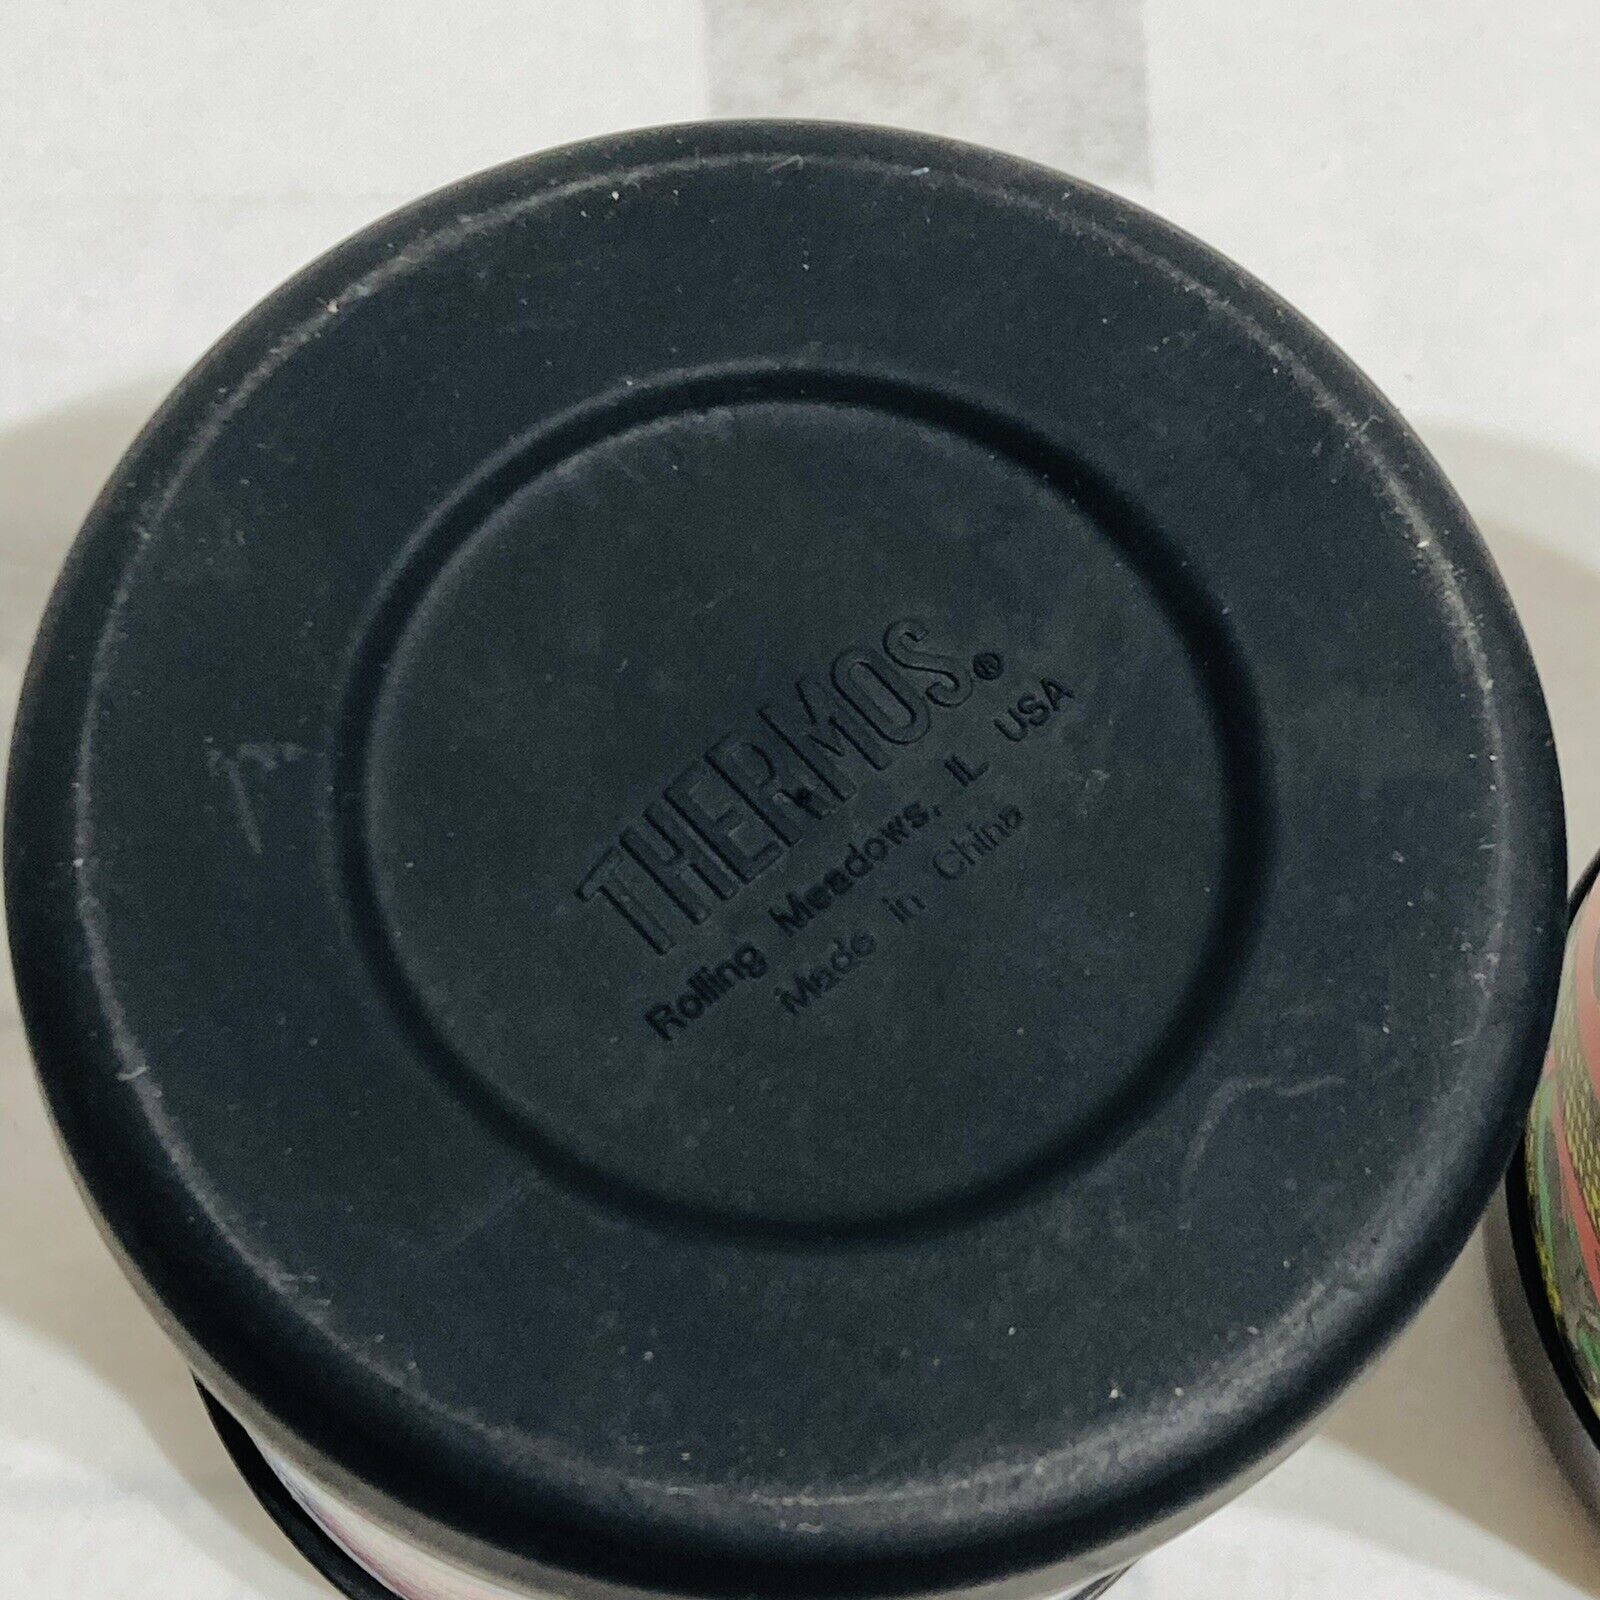 THERMOS®
Rolling Meadows, IL USA
Made in China